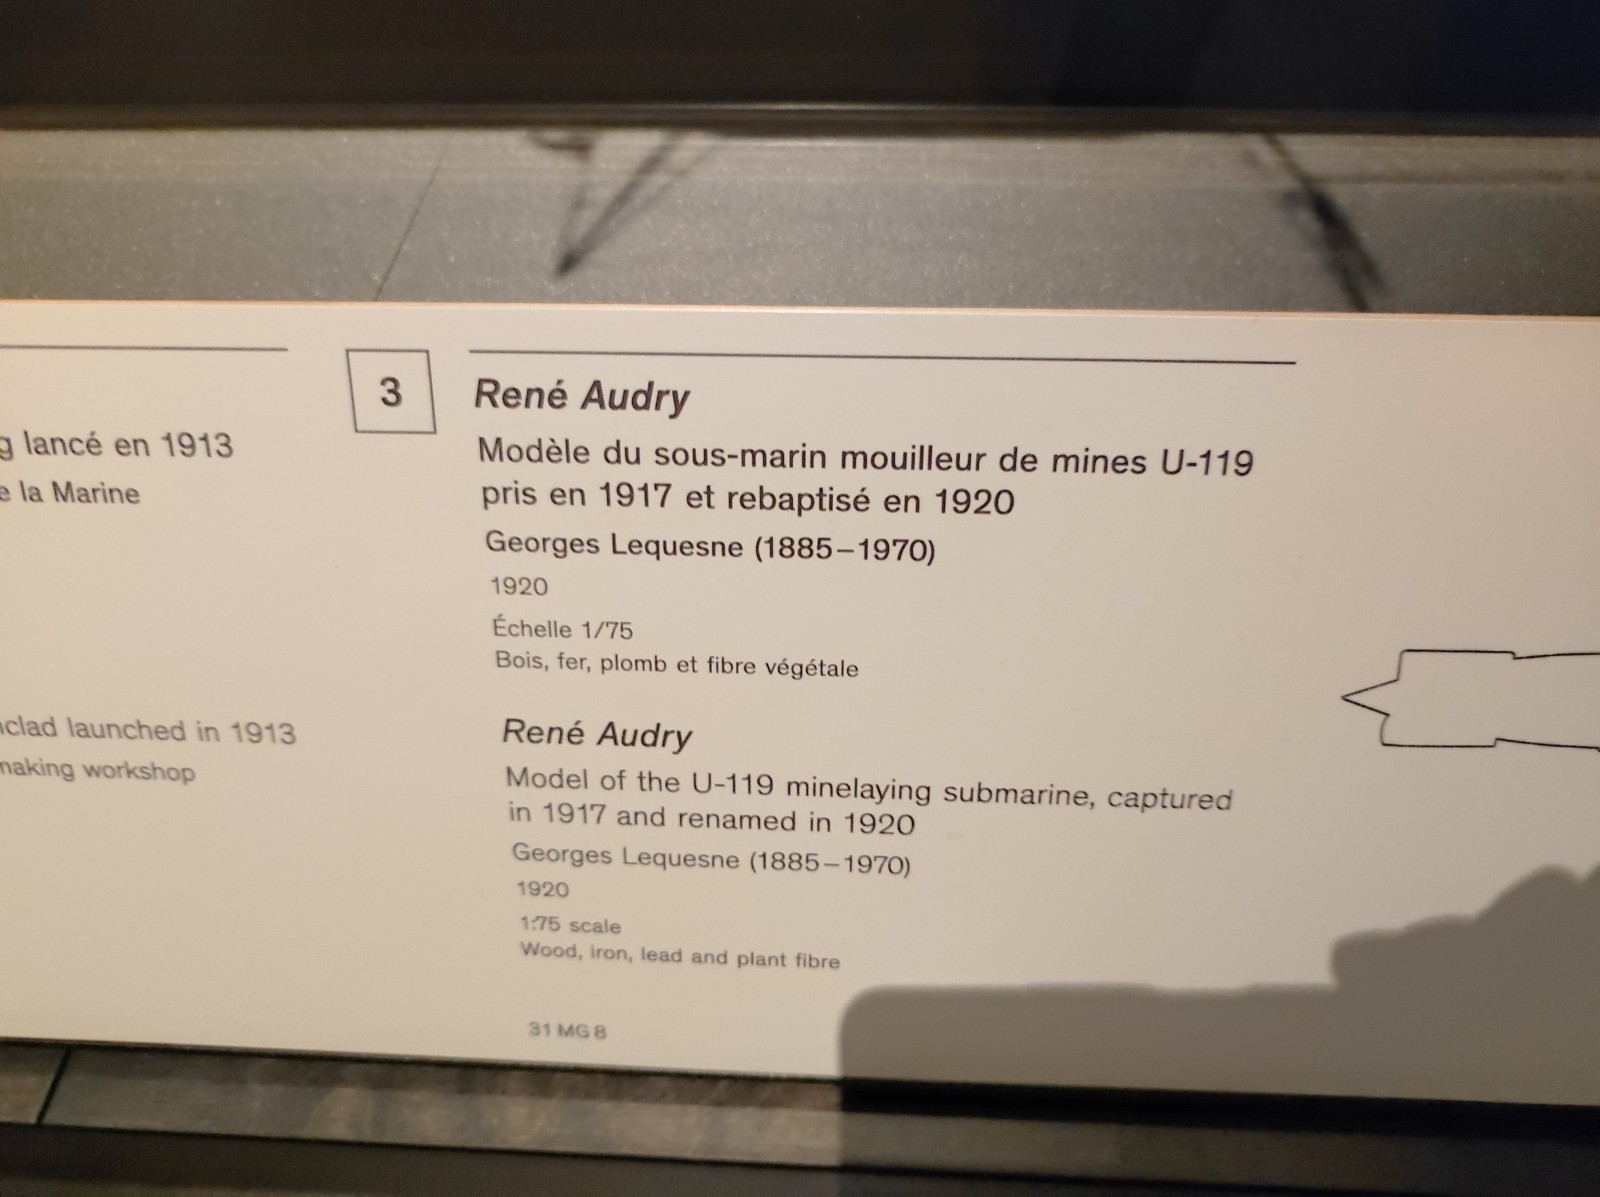 lancé en 1913
la Marine
launched in 1913
workshop
3
René Audry
Modèle du sous-marin mouilleur de mines U-119
pris en 1917 et rebaptisé en 1920
Georges Lequesne (1885–1970)
1920
Échelle 1/75
Bois, fer, plomb et fibre végétale
René Audry
Model of the U-119 minelaying submarine, captured
in 1917 and renamed in 1920
Georges Lequesne (1885–1970)
1920
1:75 scale
Wood, iron, lead and plant fibre
31 MG 8